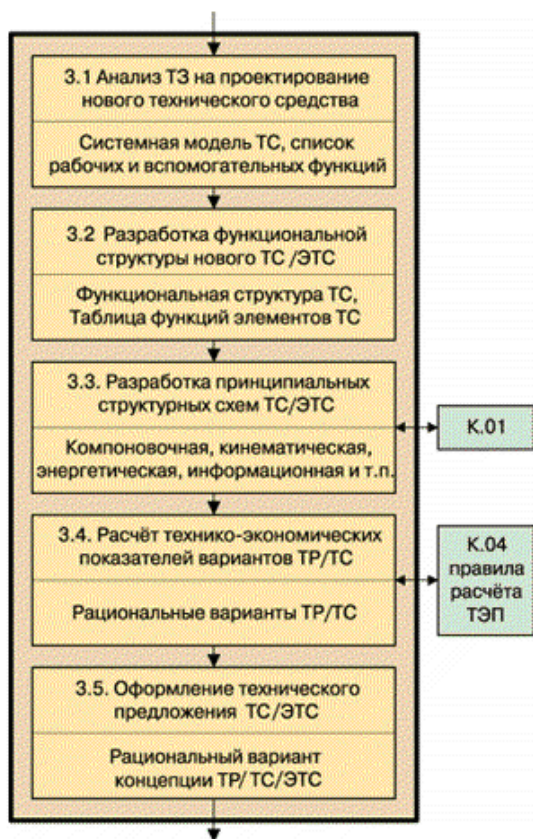 3.1 Анализ ТЗ на проектирование
нового технического средства
Системная модель ТС, список
рабочих и вспомогательных функций
3.2 Разработка функциональной
структуры нового ТС /ЭТС
Функциональная структура ТС,
Таблица функций элементов ТС
3.3. Разработка принципиальных
структурных схем ТС/ЭТС
Компоновочная, кинематическая,
энергетическая, информационная и т.п.
К.01
3.4. Расчёт технико-экономических
показателей вариантов ТР/ТС
Рациональные варианты ТР/ТС
К.04
правила
расчёта
ТЭП
3.5. Оформление технического
предложения ТС/ЭТС
Рациональный вариант
концепции ТР/ ТС/ЭТС